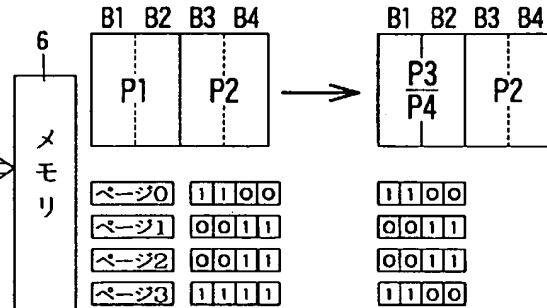 B1 B2 B3 B4
B1 B2 B3 B4
6
P1 P2
P3 P2
P4
メモリ
ページ0 1 1 0 0
1 1 0 0
ページ1 0 0 1 1
0 0 1 1
ページ2 0 0 1 1
0 0 1 1
ページ3 1 1 1 1
1 1 0 0